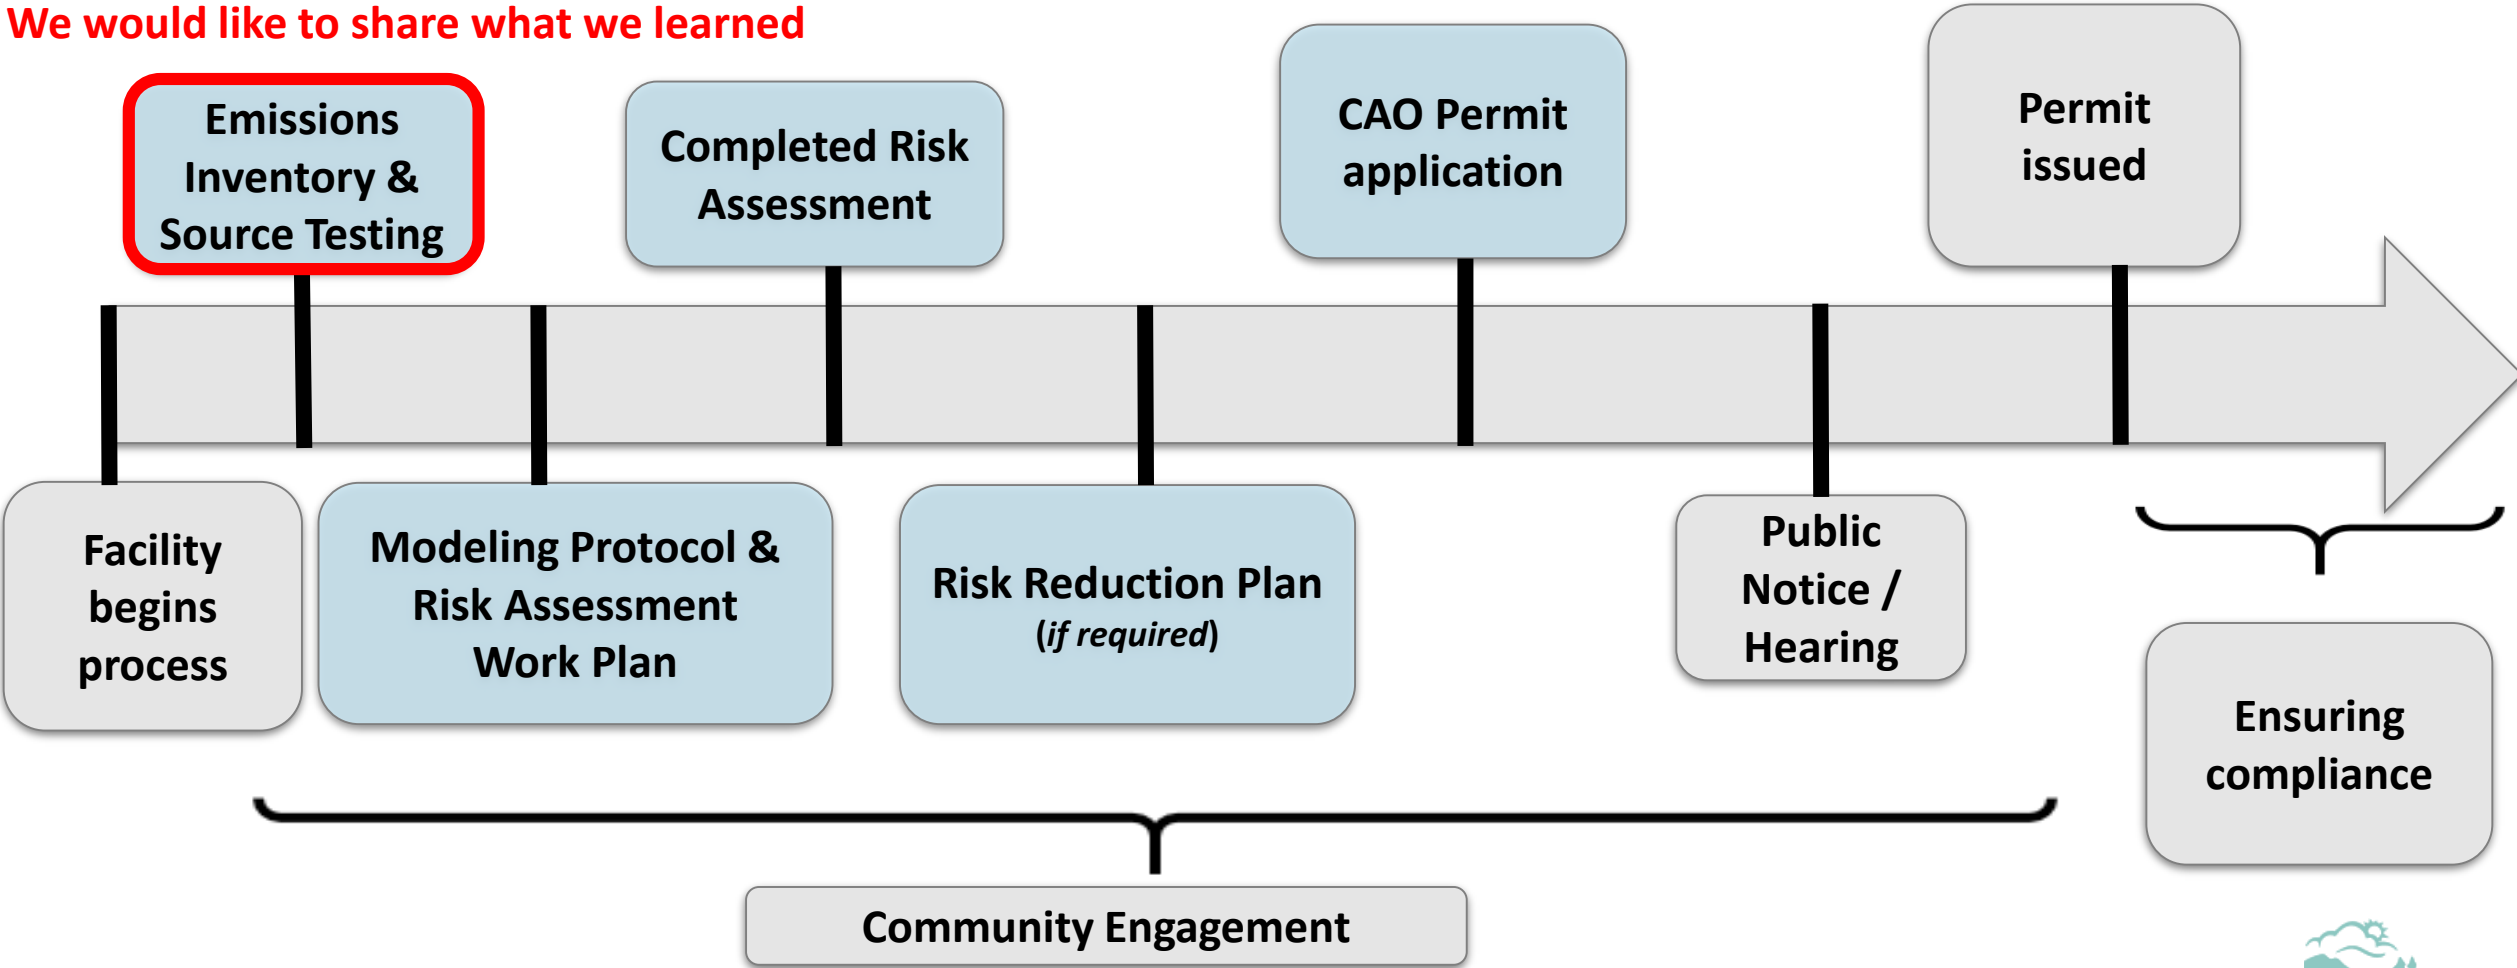 We would like to share what we learned
Emissions
Inventory &
Source Testing
Completed Risk
Assessment
CAO Permit
application
Permit
issued
Facility
begins
process
Modeling Protocol &
Risk Assessment
Work Plan
Risk Reduction Plan
(if required)
Public
Notice /
Hearing
Ensuring
compliance
Community Engagement